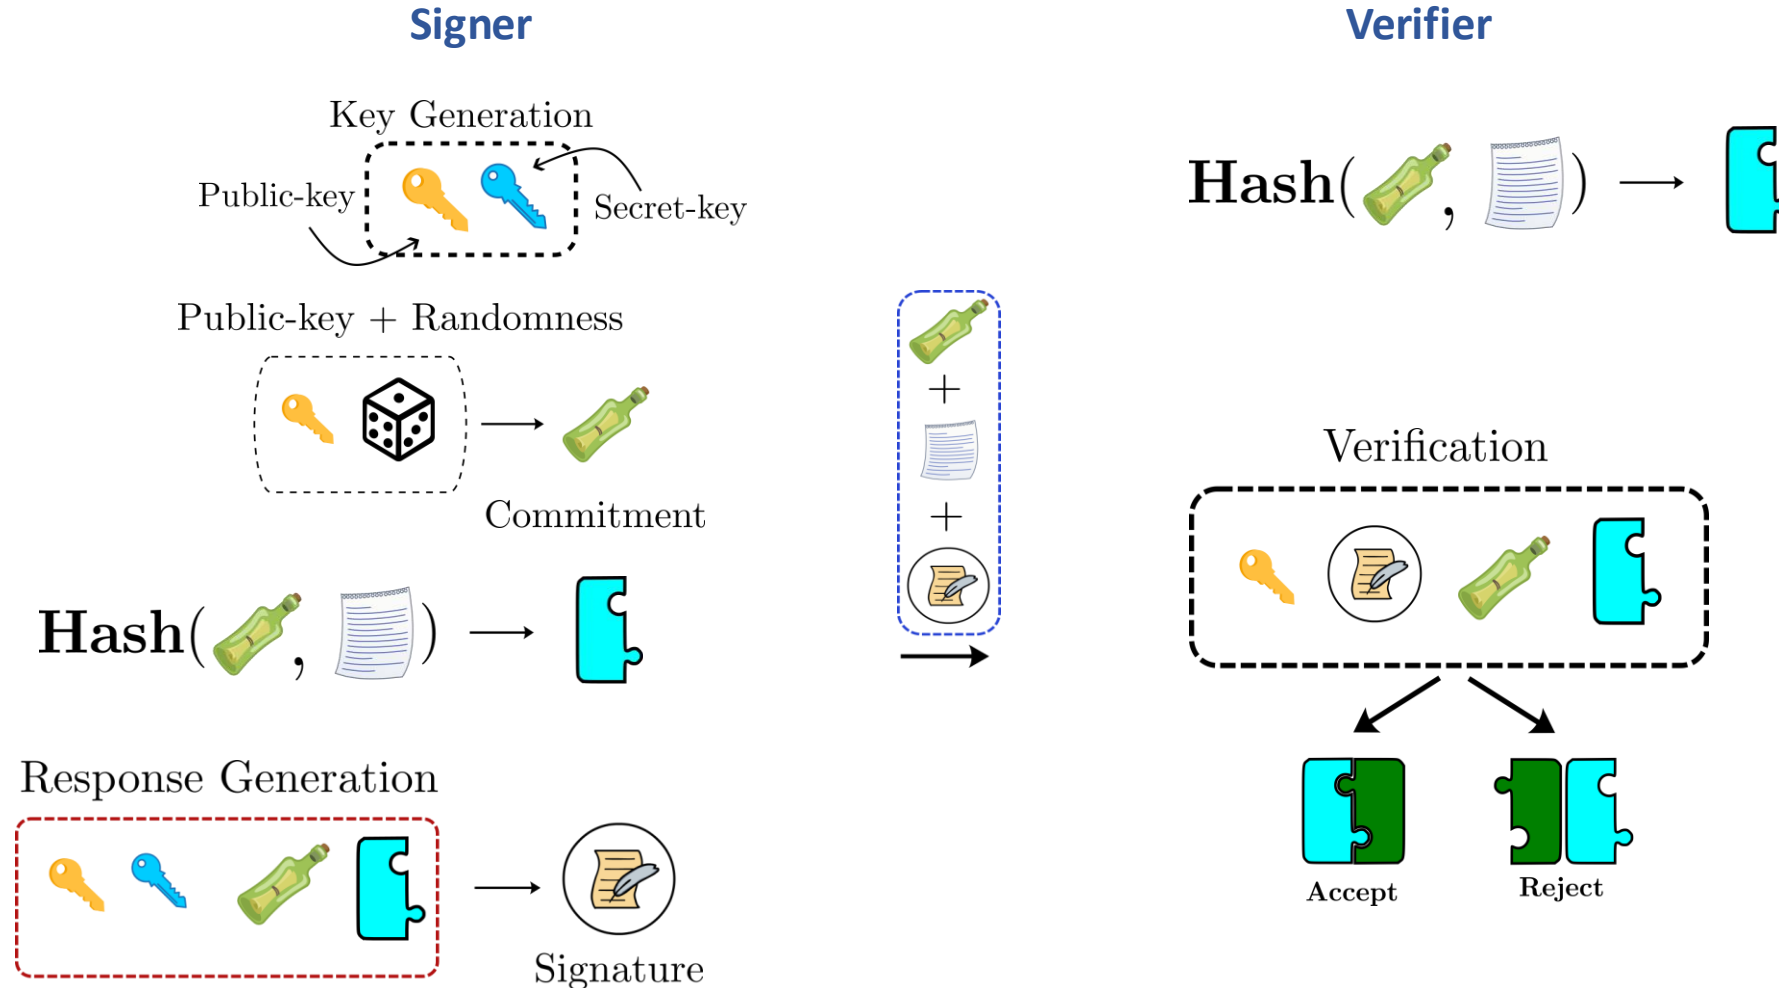 Signer
Key Generation
Public-key
Secret-key
Public-key + Randomness
Commitment
Hash( , )
Response Generation
Signature
+
+
Verifier
Hash( , )
Verification
Accept
Reject